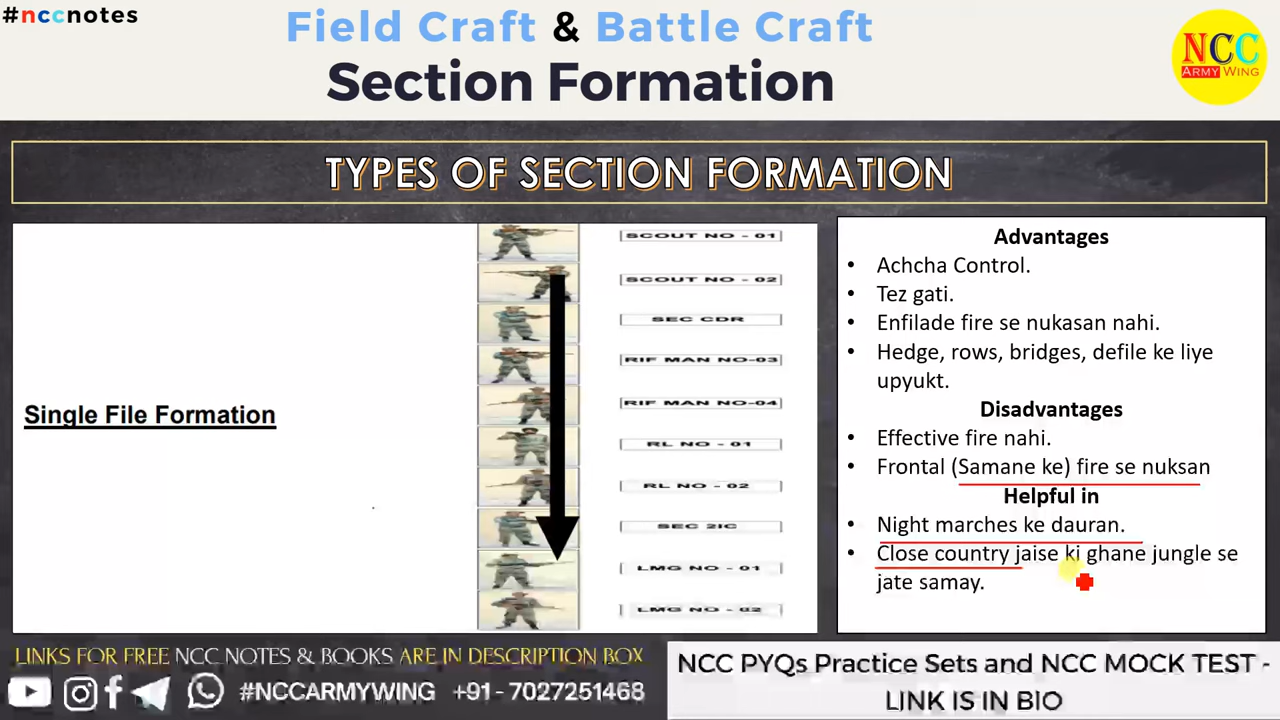 #nccnotes
Field Craft & Battle Craft
Section Formation
NCC
ARMY WING
TYPES OF SECTION FORMATION
Single File Formation
SCOUT NO - 01
SCOUT NO - 02
SEC CDR
RIF MAN NO-03
RIF MAN NO-04
RL NO - 01
RL NO - 02
SEC 2IC
LMG NO - 01
LMG NO - 02
Advantages
• Achcha Control.
• Tez gati.
• Enfilade fire se nukasan nahi.
• Hedge, rows, bridges, defile ke liye
upyukt.
Disadvantages
• Effective fire nahi.
• Frontal (Samane ke) fire se nuksan
Helpful in
• Night marches ke dauran.
• Close country jaise ki ghane jungle se
jate samay.
LINKS FOR FREE NCC NOTES & BOOKS ARE IN DESCRIPTION BOX
#NCCARMYWING +91 - 7027251468
NCC PYQs Practice Sets and NCC MOCK TEST -
LINK IS IN BIO